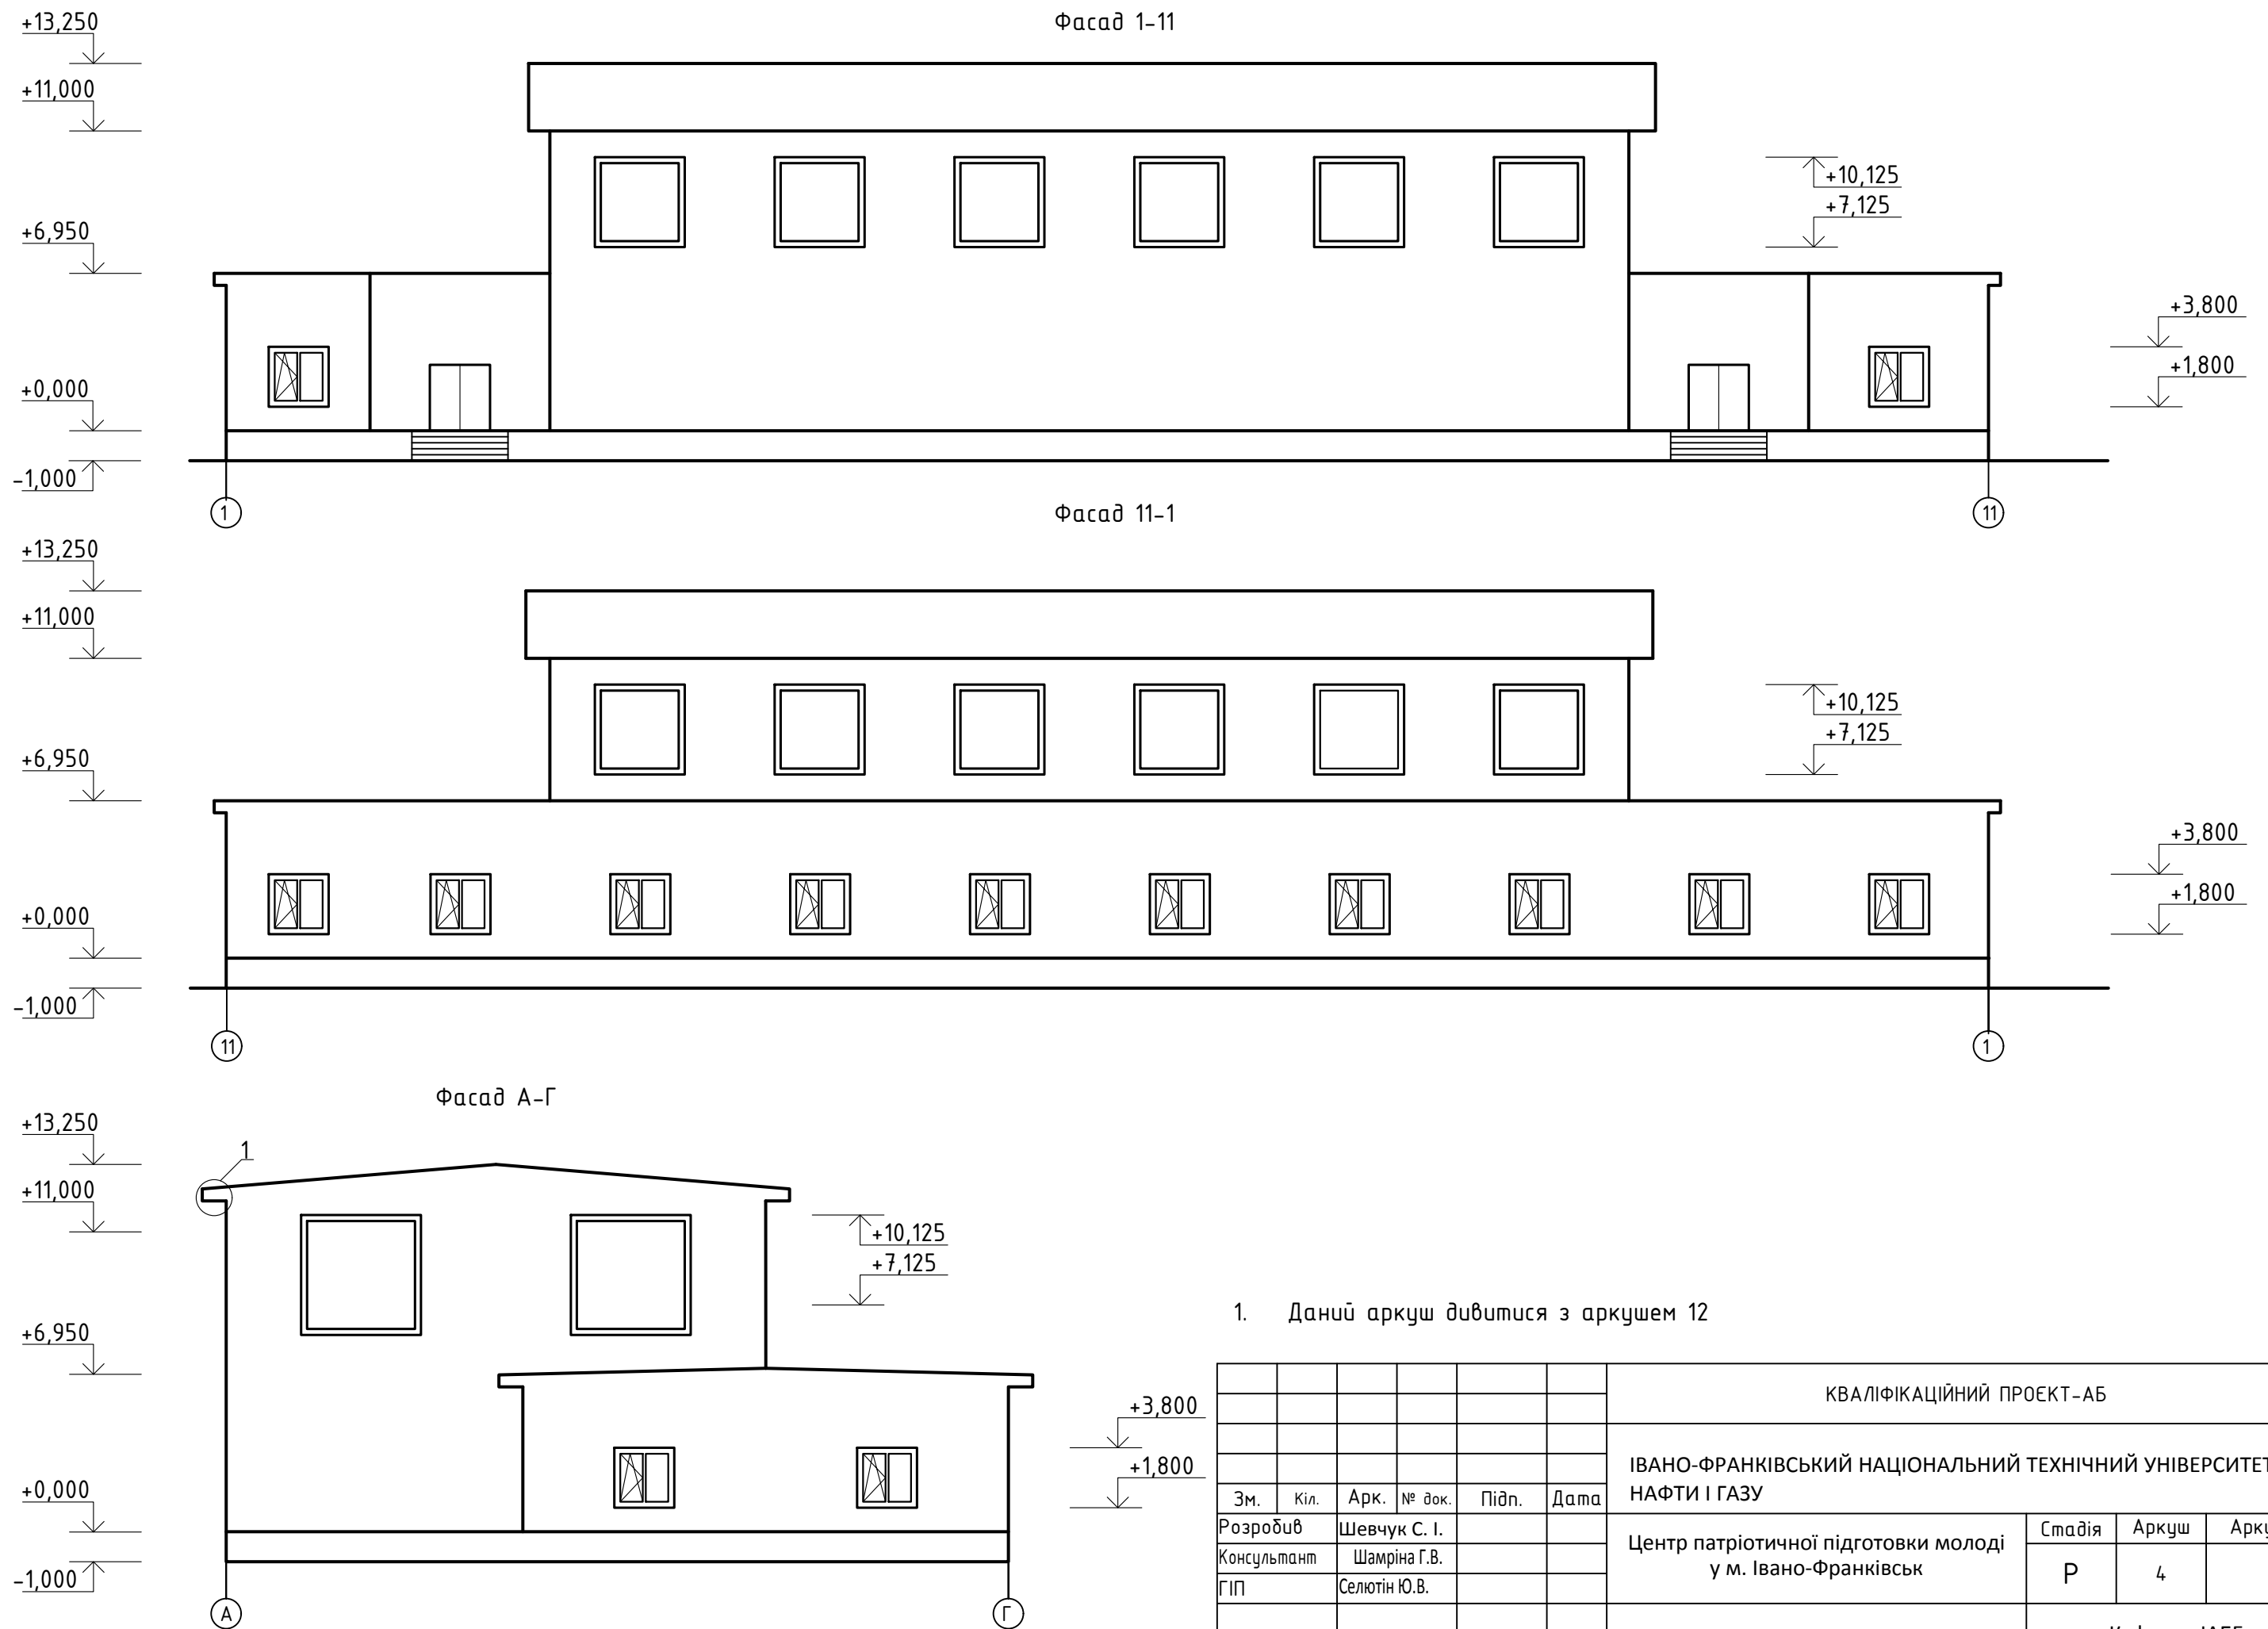 Фасад 1-11
+13,250
+11,000
+6,950
+0,000
-1,000
+10,125
+7,125
+3,800
+1,800
1
11
Фасад 11-1
+13,250
+11,000
+6,950
+0,000
-1,000
+10,125
+7,125
+3,800
+1,800
11
1
Фасад А-Г
+13,250
+11,000
+6,950
+0,000
-1,000
1
+10,125
+7,125
+3,800
+1,800
А
Г
1. Даний аркуш дивитися з аркушем 12
КВАЛІФІКАЦІЙНИЙ ПРОЄКТ-АБ
ІВАНО-ФРАНКІВСЬКИЙ НАЦІОНАЛЬНИЙ ТЕХНІЧНИЙ УНІВЕРСИТЕТ
НАФТИ І ГАЗУ
Зм. Кіл. Арк. № док. Підп. Дата
Розробив Шевчук С. І.
Консультант Шамріна Г.В.
ГІП Селютін Ю.В.
Центр патріотичної підготовки молоді
у м. Івано-Франківськ
Стадія Аркуш
Р 4